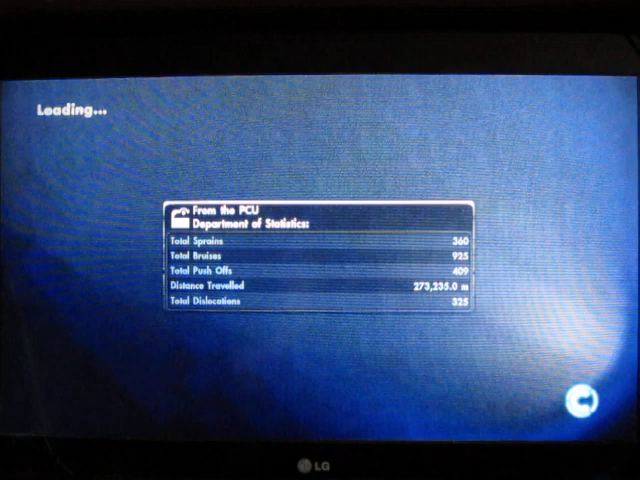 Loading...
From the PCU
Department of Statistics:
Total Sprains 360
Total Bruises 925
Total Push Offs 409
Distance Travelled 273,235.0 m
Total Dislocations 325
LG